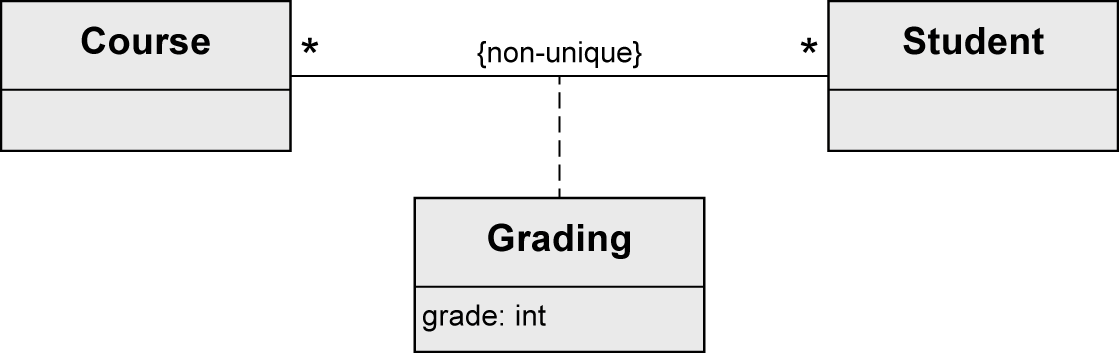 Course
*
{non-unique}
*
Student
Grading
grade: int